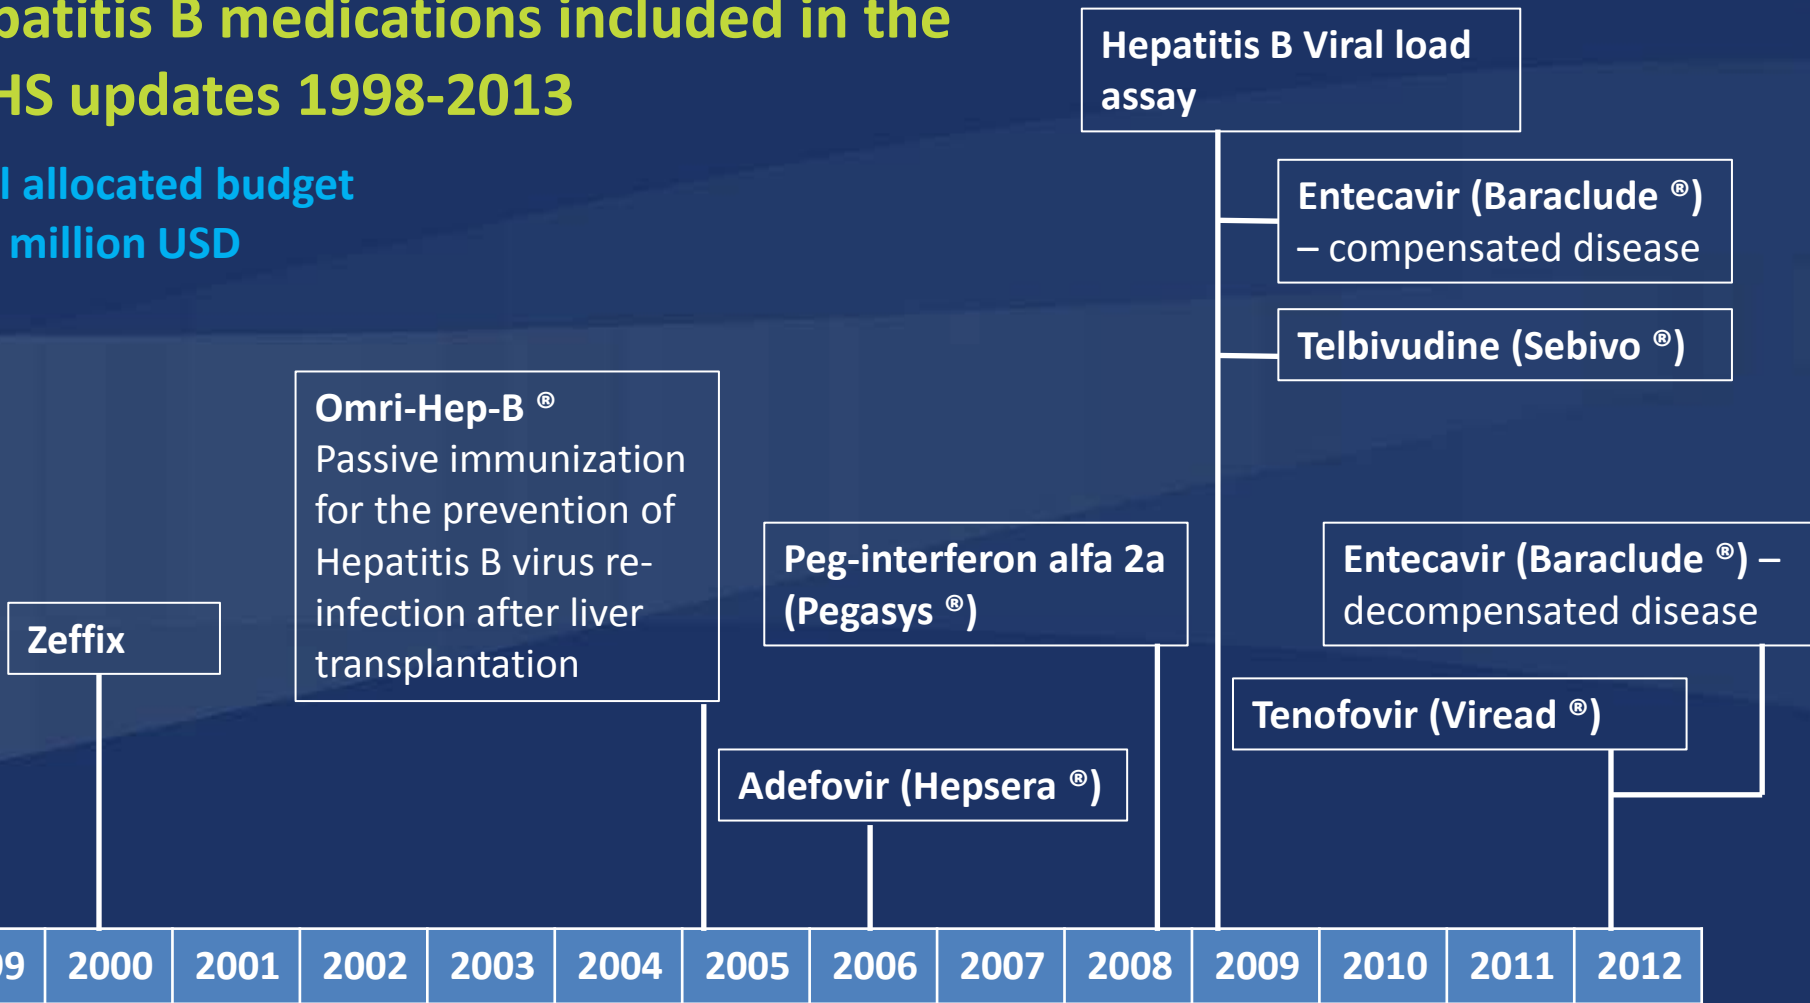 patitis B medications included in the
HS updates 1998-2013
l allocated budget
million USD
Hepatitis B Viral load
assay
Entecavir (Baraclude ®)
– compensated disease
Telbivudine (Sebivo ®)
Omri-Hep-B ®
Passive immunization
for the prevention of
Hepatitis B virus re-
infection after liver
transplantation
Peg-interferon alfa 2a
(Pegasys ®)
Entecavir (Baraclude ®) –
decompensated disease
Zeffix
Tenofovir (Viread ®)
Adefovir (Hepsera ®)
99 2000 2001 2002 2003 2004 2005 2006 2007 2008 2009 2010 2011 2012